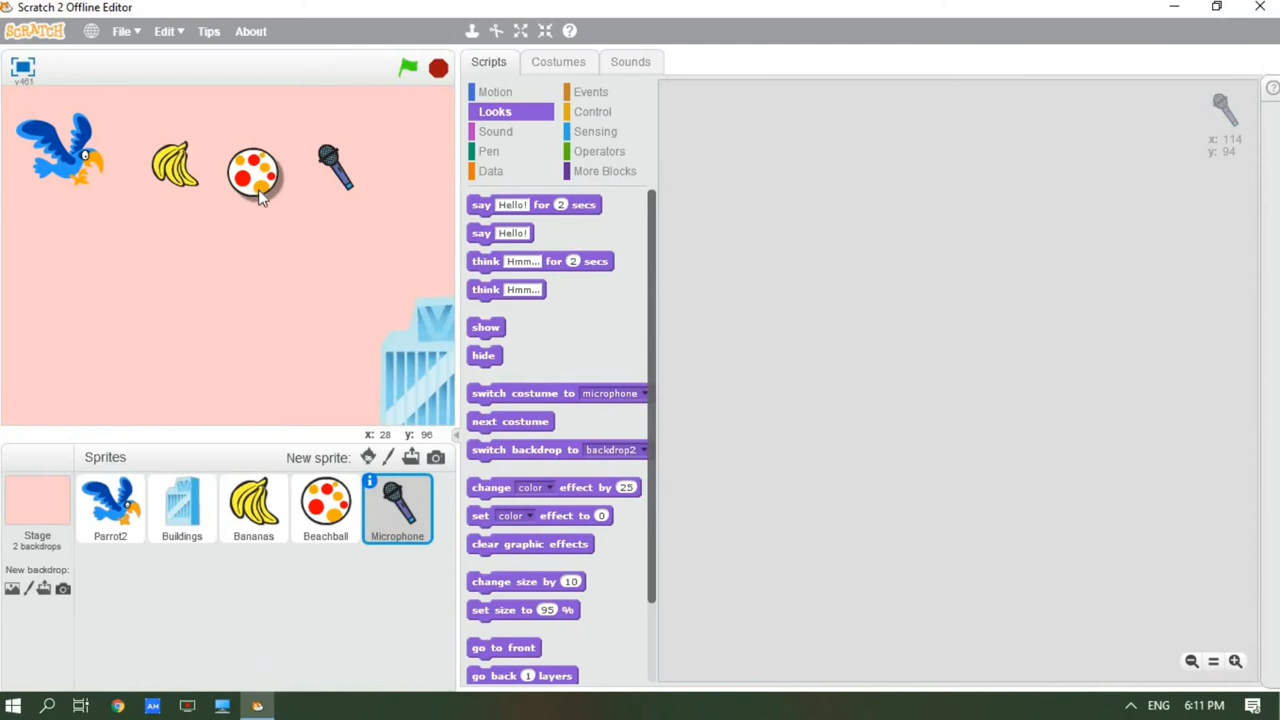 Scratch 2 Offline Editor
SCRATCH File Edit Tips About
v461
Scripts Costumes Sounds
Motion Events
Looks Control
Sound Sensing
Pen Operators
Data More Blocks
say Hello! for 2 secs
say Hello!
think Hmm... for 2 secs
think Hmm...
show
hide
switch costume to microphone
next costume
switch backdrop to backdrop2
change color effect by 25
set color effect to 0
clear graphic effects
change size by 10
set size to 95 %
go to front
go back 1 layers
x: 114
y: 94
x: 28 y: 96
Sprites New sprite:
Stage
2 backdrops
New backdrop:
Parrot2 Buildings Bananas Beachball Microphone
AM
ENG 6:11 PM